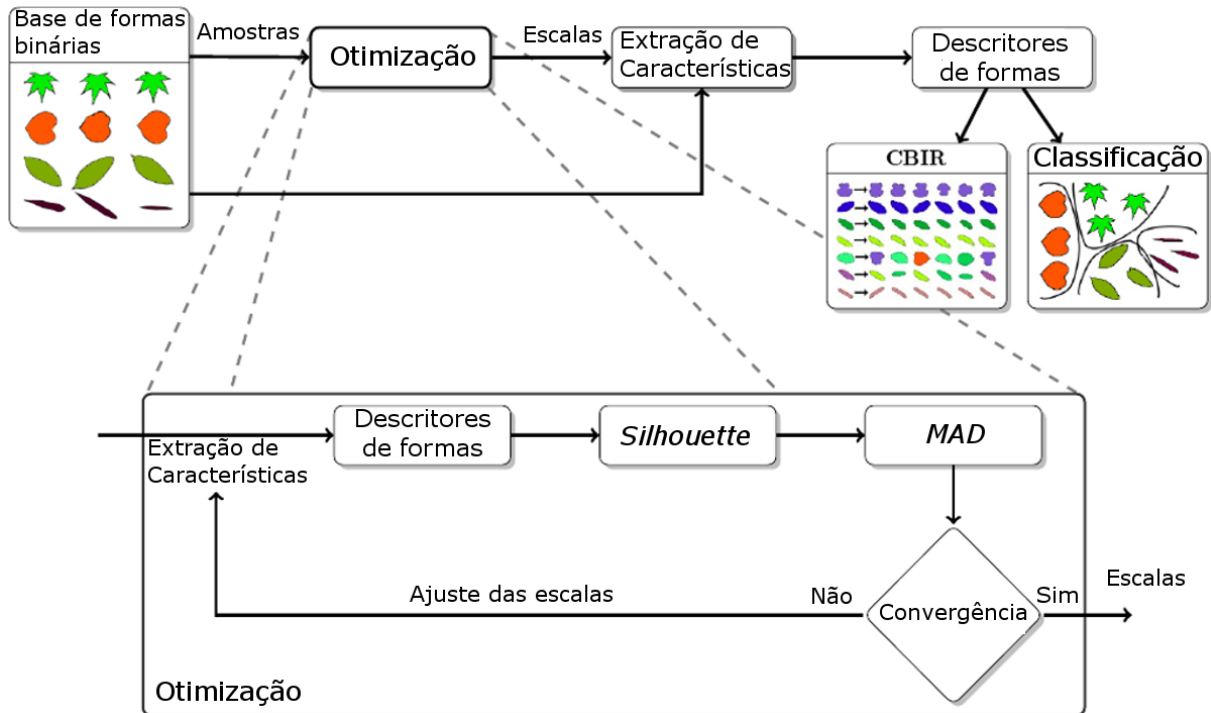 Base de formas
binárias
Amostras
Otimização
Escalas
Extração de
Características
Descritores
de formas
CBIR
Classificação
Extração de
Características
Descritores
de formas
Silhouette
MAD
Ajuste das escalas
Não
Convergência
Sim
Escalas
Otimização